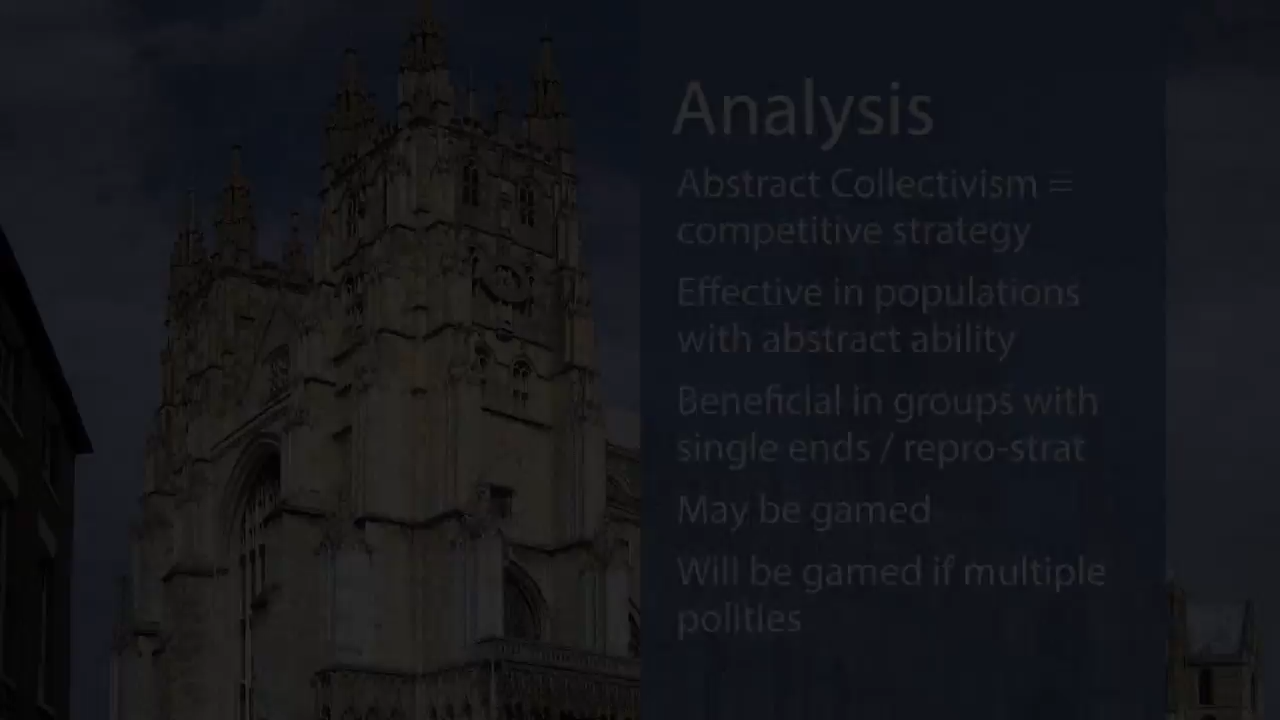 Analysis
Abstract Collectivism =
competitive strategy
Effective in populations
with abstract ability
Beneficial in groups with
single ends / repro-strat
May be gamed
Will be gamed if multiple
polities